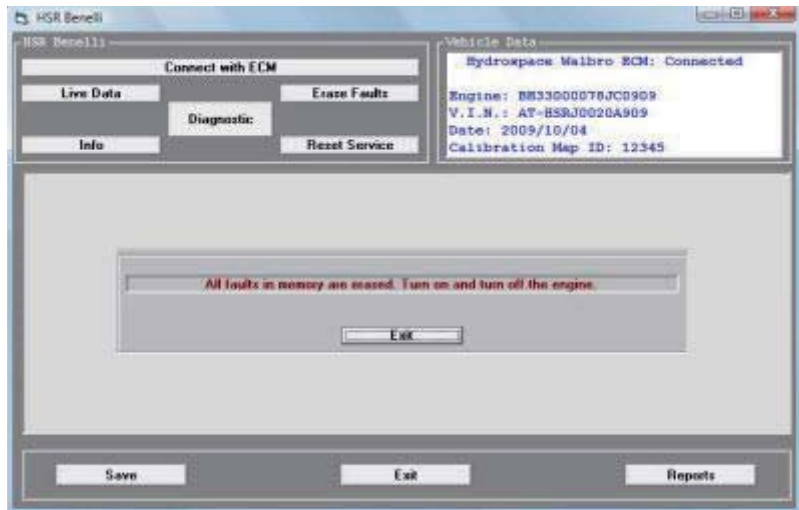 HSR Benelli
HSR Benelli
Connect with ECM
Live Data
Erase Faults
Diagnostic
Info
Reset Service
Vehicle Data
Hydrospace Walbro ECM: Connected
Engine: BH33000078JC0909
V.I.N.: AT-HSRJ0020A909
Date: 2009/10/04
Calibration Map ID: 12345
All faults in memory are erased. Turn on and turn off the engine.
Exit
Save
Exit
Reports